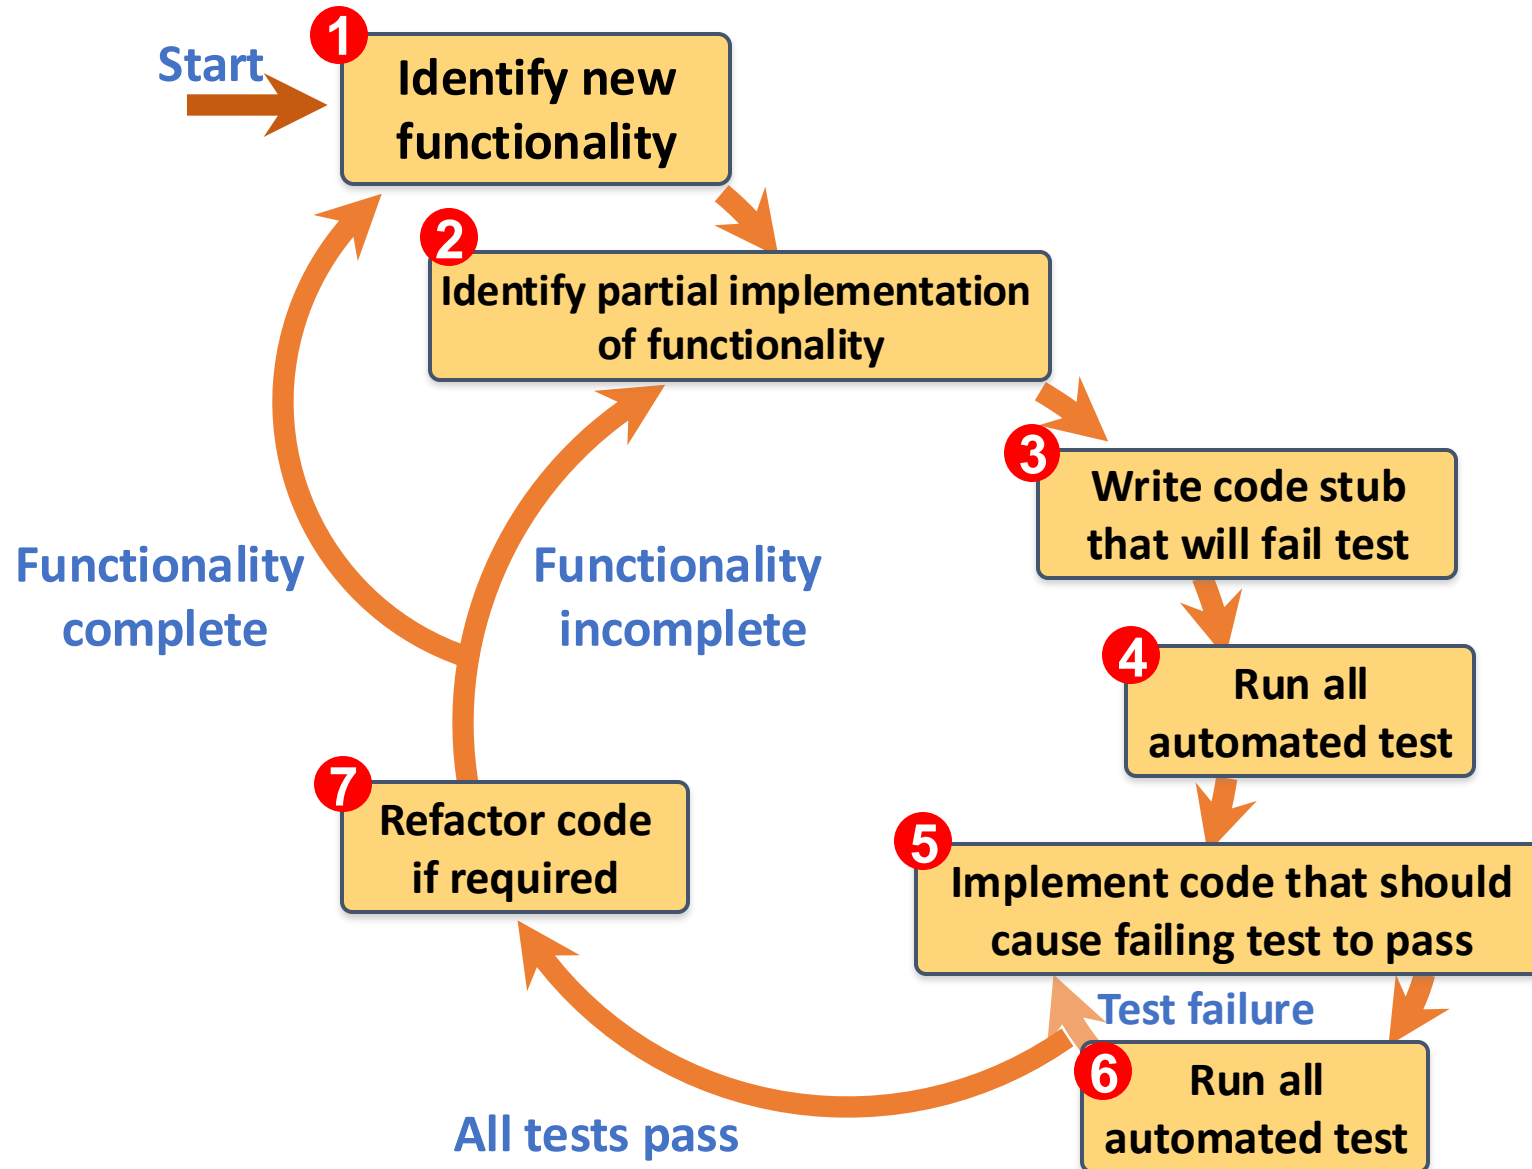 Start
1
Identify new
functionality
2
Identify partial implementation
of functionality
3
Write code stub
that will fail test
4
Run all
automated test
5
Implement code that should
cause failing test to pass
Test failure
6
Run all
automated test
All tests pass
7
Refactor code
if required
Functionality
incomplete
Functionality
complete